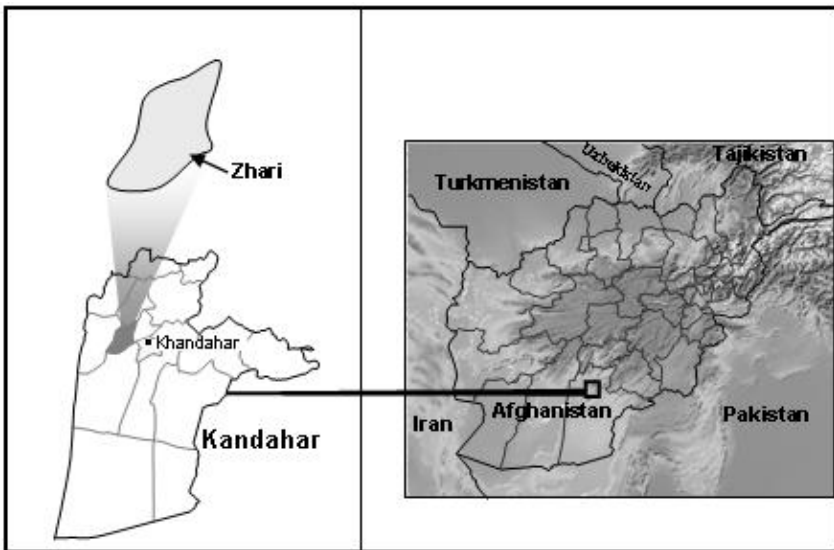 Zhari
Khandahar
Kandahar
Uzbekistan
Tajikistan
Turkmenistan
Iran
Afghanistan
Pakistan